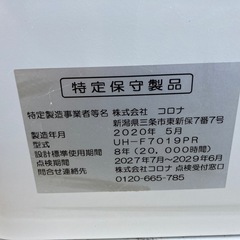 特定保守製品
特定製造事業者等名 株式会社 コロナ
新潟県三条市東新保7番7号
製造年月 2020年 5月
型式 UH-F7019PR
設計標準使用期間 8年(20,000時間)
点検期間 2027年7月〜2029年6月
問合せ連絡先 株式会社コロナ 点検受付窓口
0120-665-785